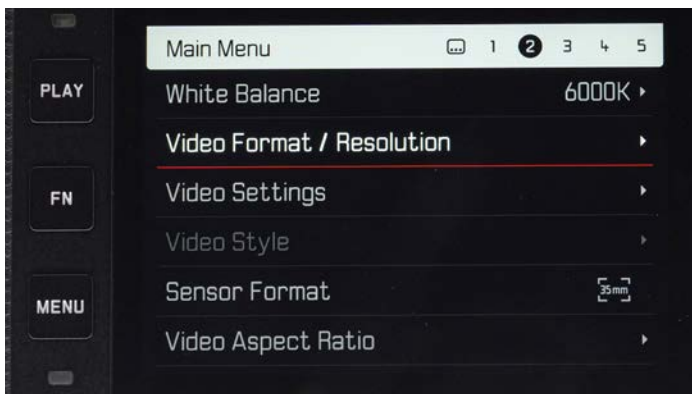 Main Menu ... 1 2 3 4 5
PLAY
White Balance 6000K
Video Format / Resolution
FN
Video Settings
Video Style
MENU
Sensor Format 35mm
Video Aspect Ratio